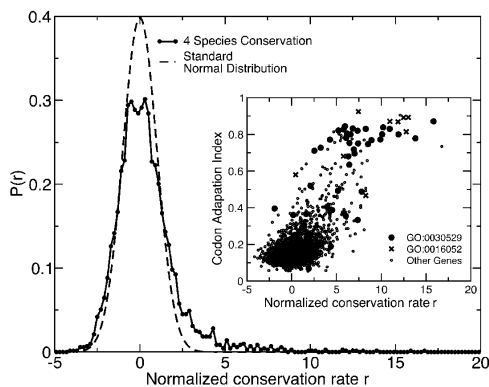 0.4
0.3
0.2
0.1
0
-5
0
5
10
15
20
P(r)
Normalized conservation rate r
4 Species Conservation
Standard
Normal Distribution
1
0.8
0.6
0.4
0.2
0
-5
0
5
10
15
20
Codon Adapation Index
Normalized conservation rate r
GO:0030529
GO:0016052
Other Genes